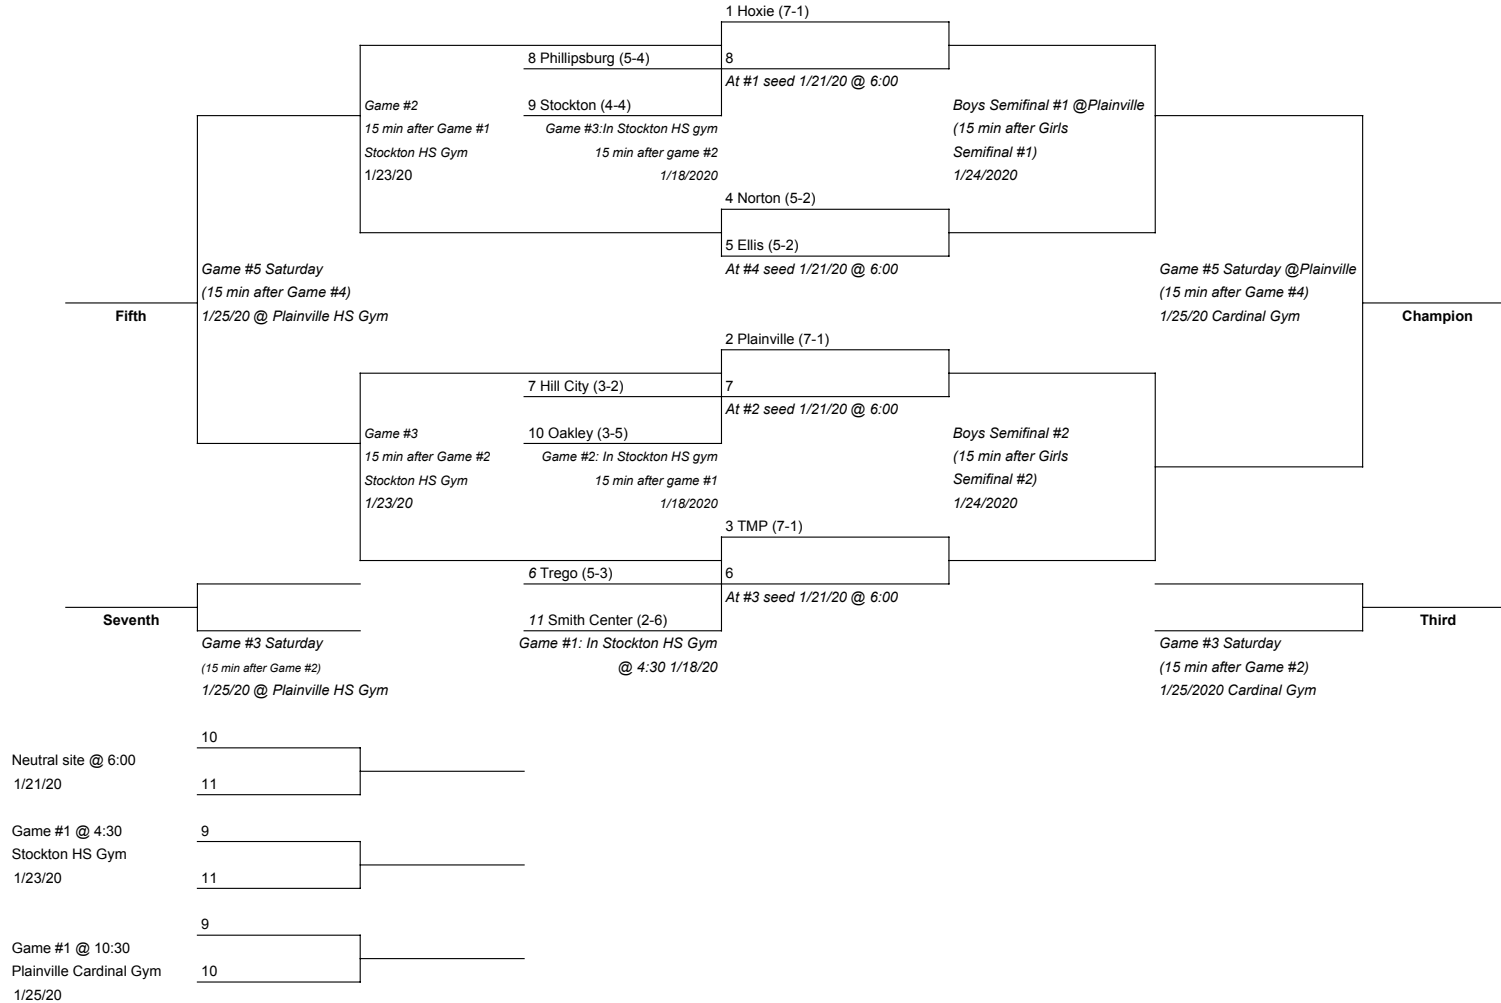 1 Hoxie (7-1)
8 Phillipsburg (5-4)
8
At #1 seed 1/21/20 @ 6:00
Game #2
15 min after Game #1
Stockton HS Gym
1/23/20
9 Stockton (4-4)
Game #3:In Stockton HS gym
15 min after game #2
1/18/2020
Boys Semifinal #1 @Plainville
(15 min after Girls
Semifinal #1)
1/24/2020
4 Norton (5-2)
5 Ellis (5-2)
At #4 seed 1/21/20 @ 6:00
Game #5 Saturday
(15 min after Game #4)
1/25/20 @ Plainville HS Gym
Fifth
Game #5 Saturday @Plainville
(15 min after Game #4)
1/25/20 Cardinal Gym
Champion
2 Plainville (7-1)
7 Hill City (3-2)
7
At #2 seed 1/21/20 @ 6:00
Game #3
15 min after Game #2
Stockton HS Gym
1/23/20
10 Oakley (3-5)
Game #2: In Stockton HS gym
15 min after game #1
1/18/2020
Boys Semifinal #2
(15 min after Girls
Semifinal #2)
1/24/2020
3 TMP (7-1)
6 Trego (5-3)
6
At #3 seed 1/21/20 @ 6:00
Seventh
11 Smith Center (2-6)
Third
Game #3 Saturday
(15 min after Game #2)
1/25/20 @ Plainville HS Gym
Game #1: In Stockton HS Gym
@ 4:30 1/18/20
Game #3 Saturday
(15 min after Game #2)
1/25/2020 Cardinal Gym
10
Neutral site @ 6:00
1/21/20
11
Game #1 @ 4:30
9
Stockton HS Gym
1/23/20
11
9
Game #1 @ 10:30
Plainville Cardinal Gym
10
1/25/20